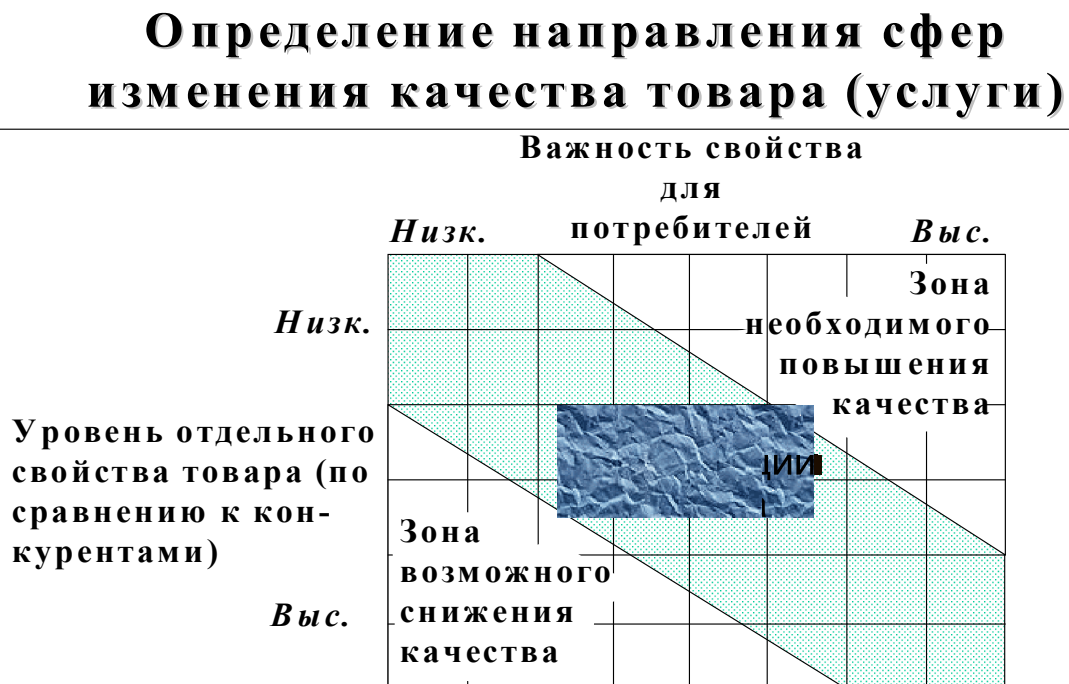 Определение направления сфер
изменения качества товара (услуги)
Важность свойства
для
потребителей
Низк.
Выс.
Зона
необходимого
повышения
качества
Низк.
Уровень отдельного
свойства товара (по
сравнению к кон-
курентами)
Зона
возможного
снижения
качества
Выс.